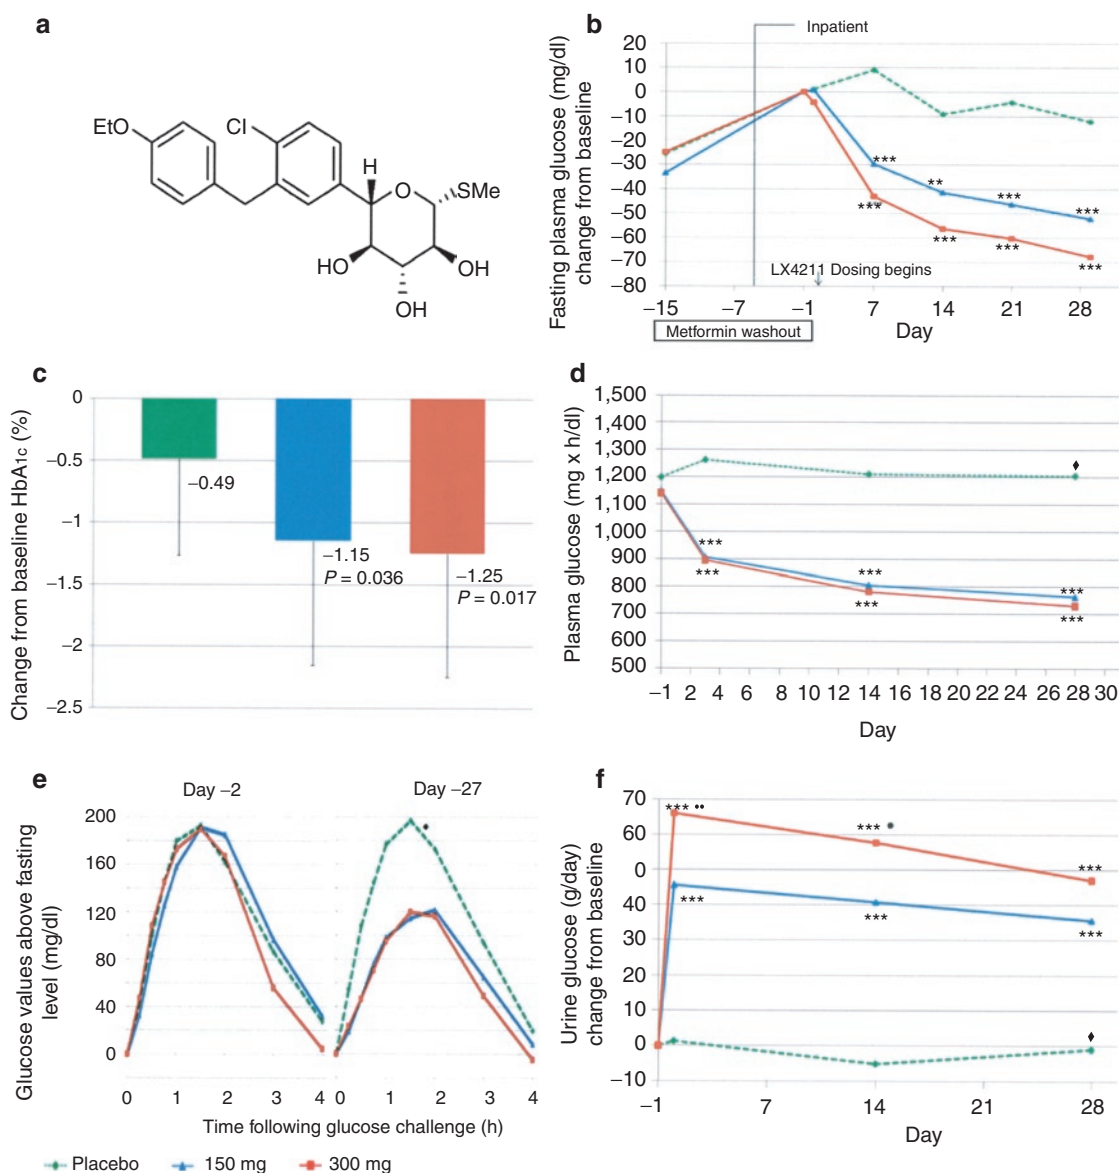 a
EtO
Cl
H
O
SMe
HO
OH
OH
b
Inpatient
Fasting plasma glucose (mg/dl)
change from baseline
20
10
0
−10
−20
−30
−40
−50
−60
−70
−80
***
**
***
***
***
***
***
***
LX4211 Dosing begins
−15
−7
−1
7
14
21
28
Metformin washout
Day
c
Change from baseline HbA1c (%)
0
−0.5
−1
−1.5
−2
−2.5
−0.49
−1.15
P = 0.036
−1.25
P = 0.017
d
Plasma glucose (mg x h/dl)
1,500
1,400
1,300
1,200
1,100
1,000
900
800
700
600
500
***
***
***
***
***
***
−1 2 4 6 8 10 12 14 16 18 20 22 24 26 28 30
Day
e
Day −2
Day −27
Glucose values above fasting
level (mg/dl)
200
160
120
80
40
0
0 1 2 3 4
0 1 2 3 4
Time following glucose challenge (h)
f
Urine glucose (g/day)
change from baseline
70
60
0
40
30
20
10
0
−10
*** ••
*** •
***
***
***
***
−1
7
14
21
28
Day
Placebo
150 mg
300 mg